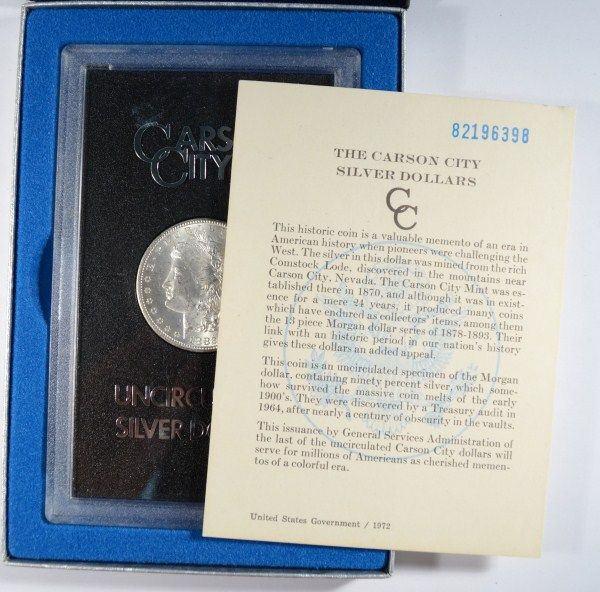 CARS
CITY
UNCIRCU
SILVER D
82196398
THE CARSON CITY
SILVER DOLLARS
CC
This historic coin is a valuable memento of an era in
American history when pioneers were challenging the
West. The silver in this dollar was mined from the rich
Comstock Lode, discovered in the mountains near
Carson City, Nevada. The Carson City Mint was es-
tablished there in 1870, and although it was in exist-
ence for a mere 24 years, it produced many coins
which have endured as collectors' items, among them
the 13 piece Morgan dollar series of 1878-1893. Their
link with an historic period in our nation's history
gives these dollars an added appeal.
This coin is an uncirculated specimen of the Morgan
dollar, containing ninety percent silver, which some-
how survived the massive coin melts of the early
1900's. They were discovered by a Treasury audit in
1964, after nearly a century of obscurity in the vaults.
This issuance by General Services Administration of
the last of the uncirculated Carson City dollars will
serve for millions of Americans as cherished memen-
tos of a colorful era.
United States Government / 1972